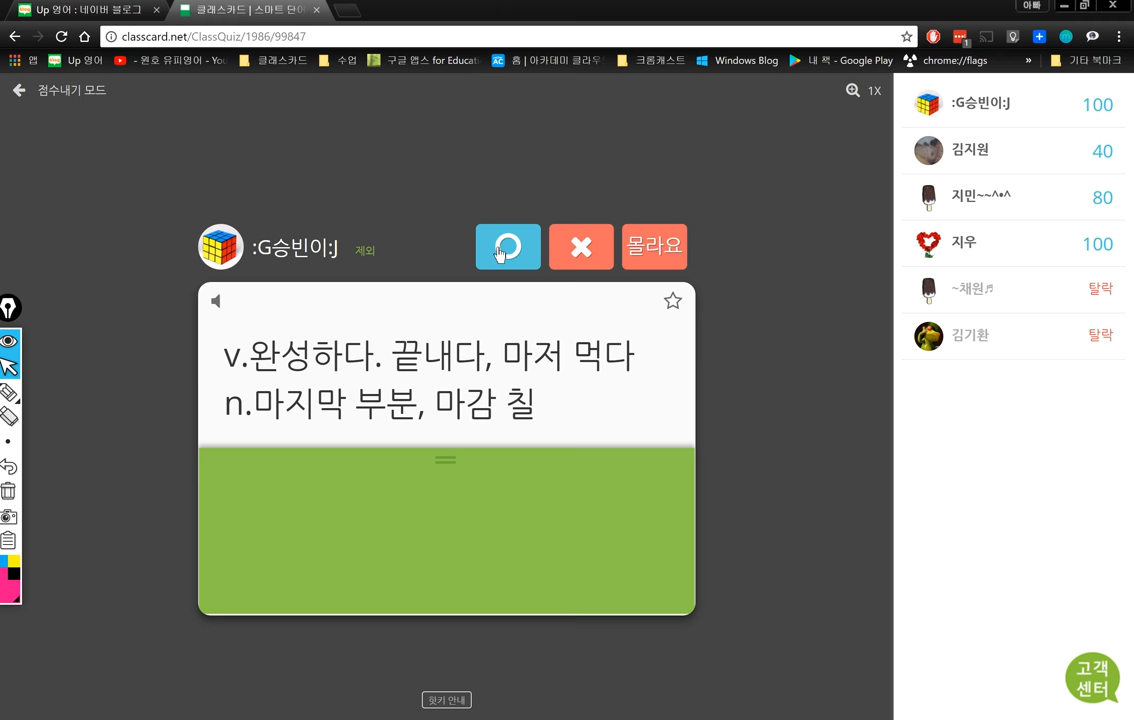 Up 영어 : 네이버 블로그
클래스카드 | 스마트 단어
아빠
classcard.net/ClassQuiz/1986/99847
앱
Up 영어
- 원호 유피영어 - You
클래스카드
수업
구글 앱스 for Educati
홈 | 아카데미 클라우
크롬캐스트
Windows Blog
내 책 - Google Play
chrome://flags
»
기타 북마크
점수내기 모드
1X
:G승빈이:J 100
김지원 40
지민~~^•^ 80
지우 100
~채원♬ 탈락
김기환 탈락
:G승빈이:J 제외
몰라요
v.완성하다. 끝내다, 마저 먹다
n.마지막 부분, 마감 칠
핫키 안내
고객
센터